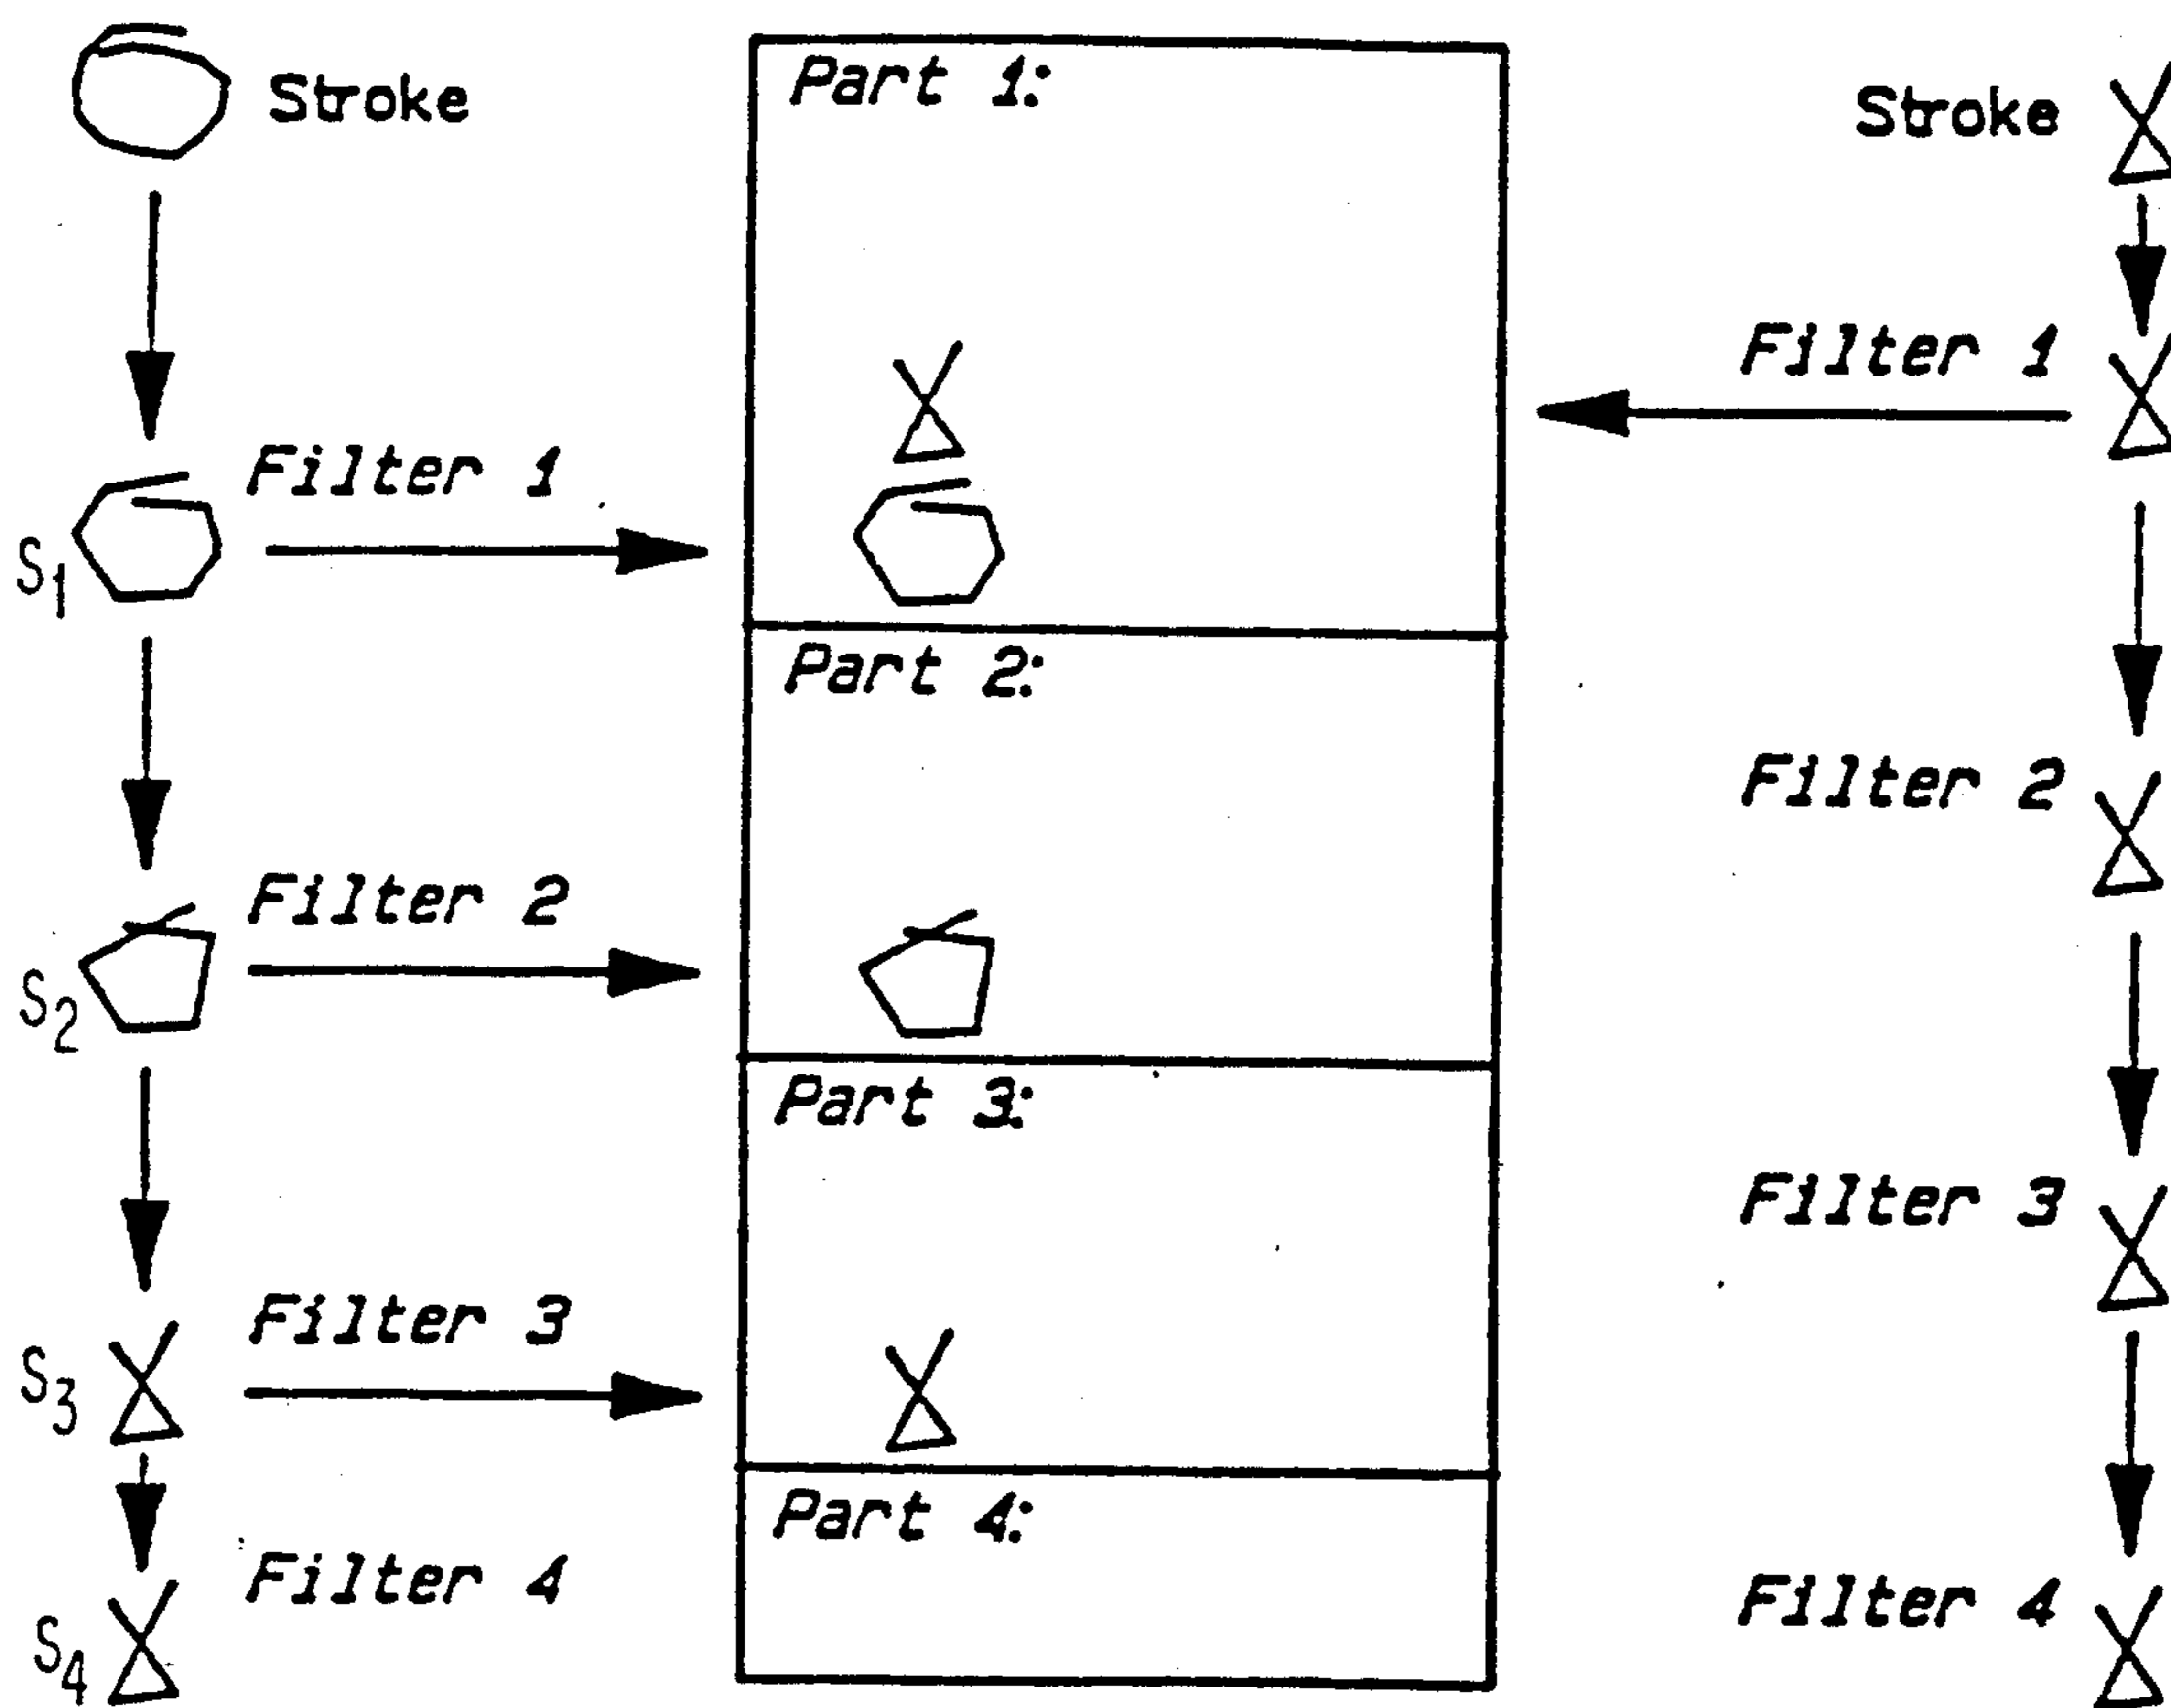 Stroke
Part 1:
Stroke
Filter 1
Filter 1
S1
Part 2:
Filter 2
Filter 2
S2
Part 3:
Filter 3
Filter 3
S3
Part 4:
Filter 4
Filter 4
S4